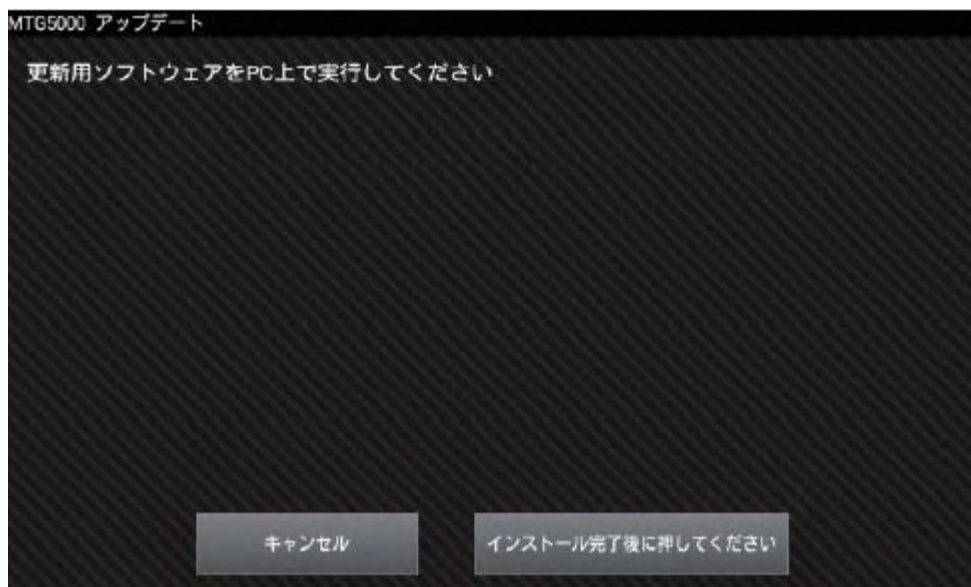 MTG5000 アップデート
更新用ソフトウェアをPC上で実行してください
キャンセル
インストール完了後に押してください